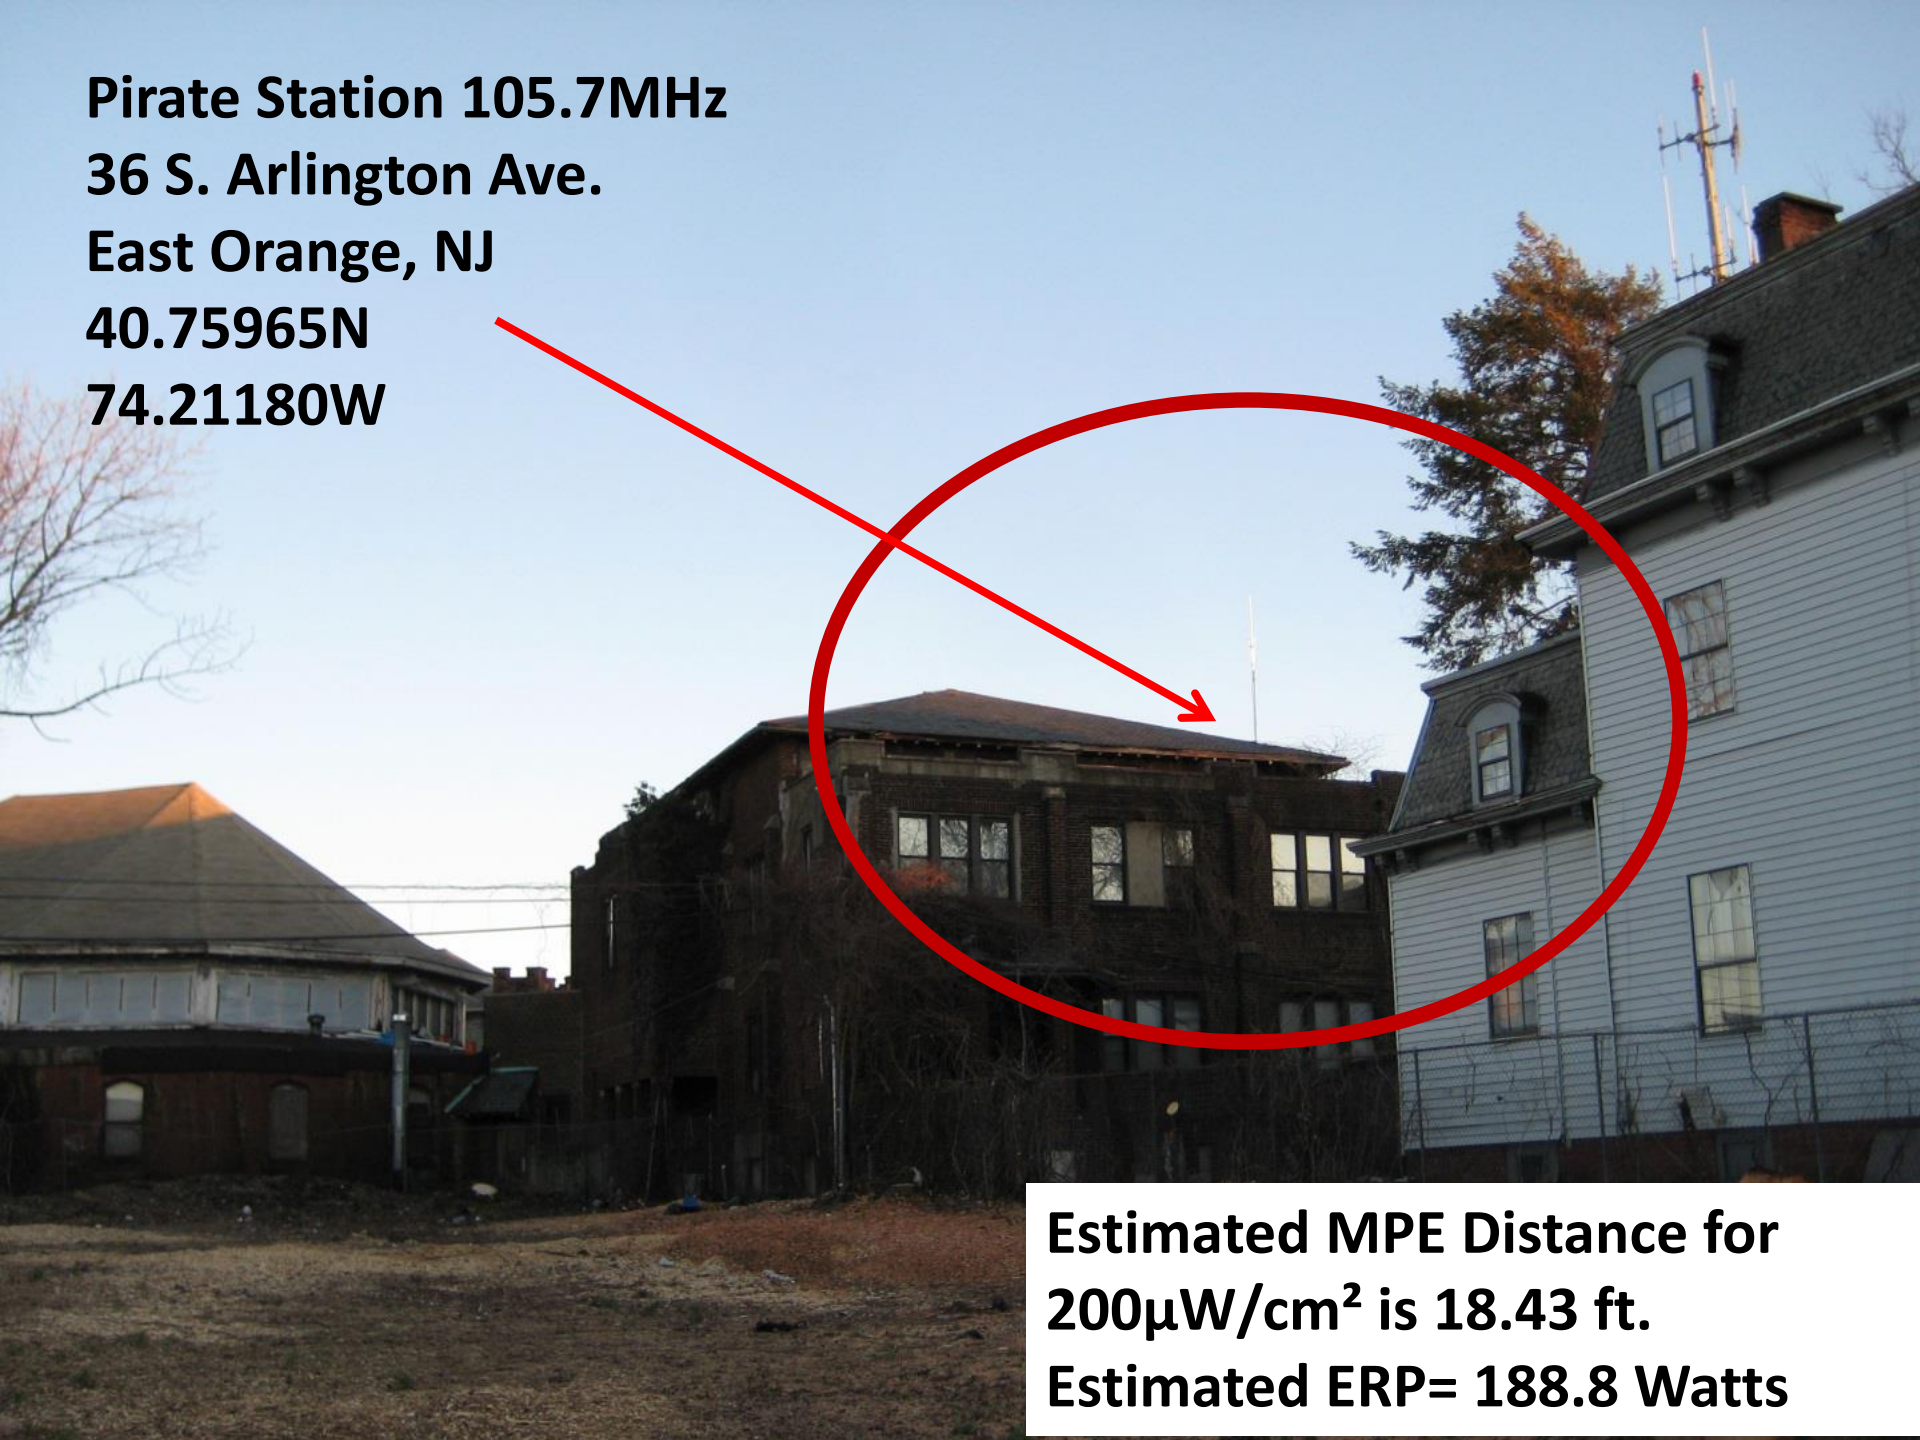 Pirate Station 105.7MHz
36 S. Arlington Ave.
East Orange, NJ
40.75965N
74.21180W
Estimated MPE Distance for
200µW/cm² is 18.43 ft.
Estimated ERP= 188.8 Watts